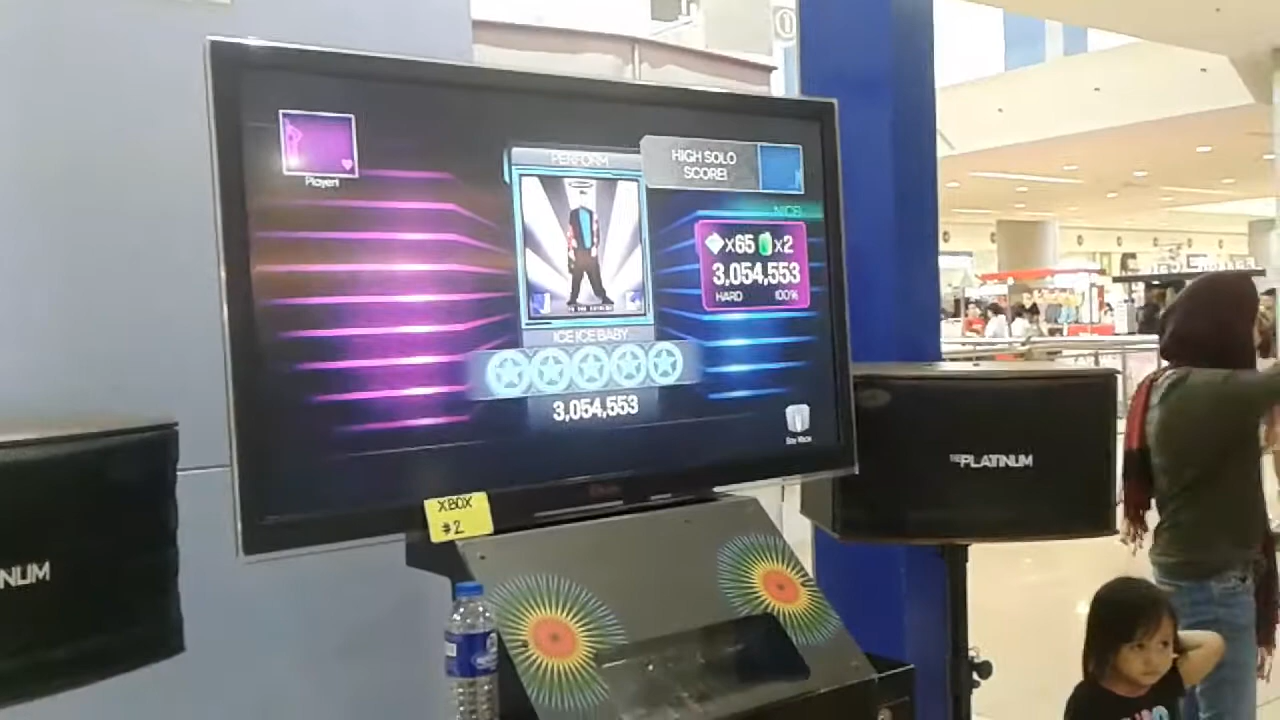 PERFORM
HIGH SOLO
SCORE!
Player1
NICE
x65 x2
3,054,553
HARD 100%
ICE ICE BABY
3,054,553
XBOX
#2
PLATINUM
NUM